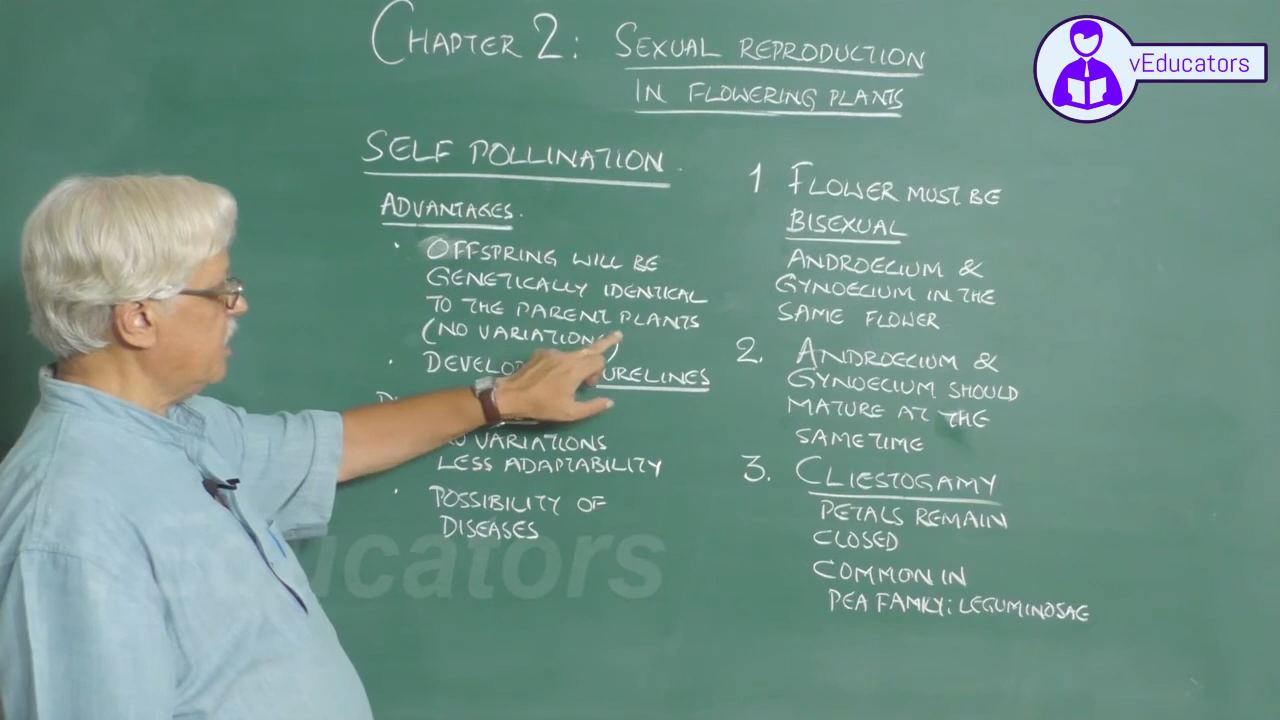 CHAPTER 2: SEXUAL REPRODUCTION
IN FLOWERING PLANTS
vEducators
SELF POLLINATION.
ADVANTAGES.
• OFFSPRING WILL BE
GENETICALLY IDENTICAL
TO THE PARENT PLANTS
(NO VARIATIONS)
•
NO VARIATIONS
LESS ADAPTABILITY
• POSSIBILITY OF
DISEASES
1 FLOWER MUST BE
BISEXUAL
ANDROECIUM &
GYNOECIUM IN THE
SAME FLOWER
2. ANDROECIUM &
GYNOECIUM SHOULD
MATURE AT THE
SAME TIME
3. CLIESTOGAMY
PETALS REMAIN
CLOSED
COMMON IN
PEA FAMILY: LEGUMINOSAE